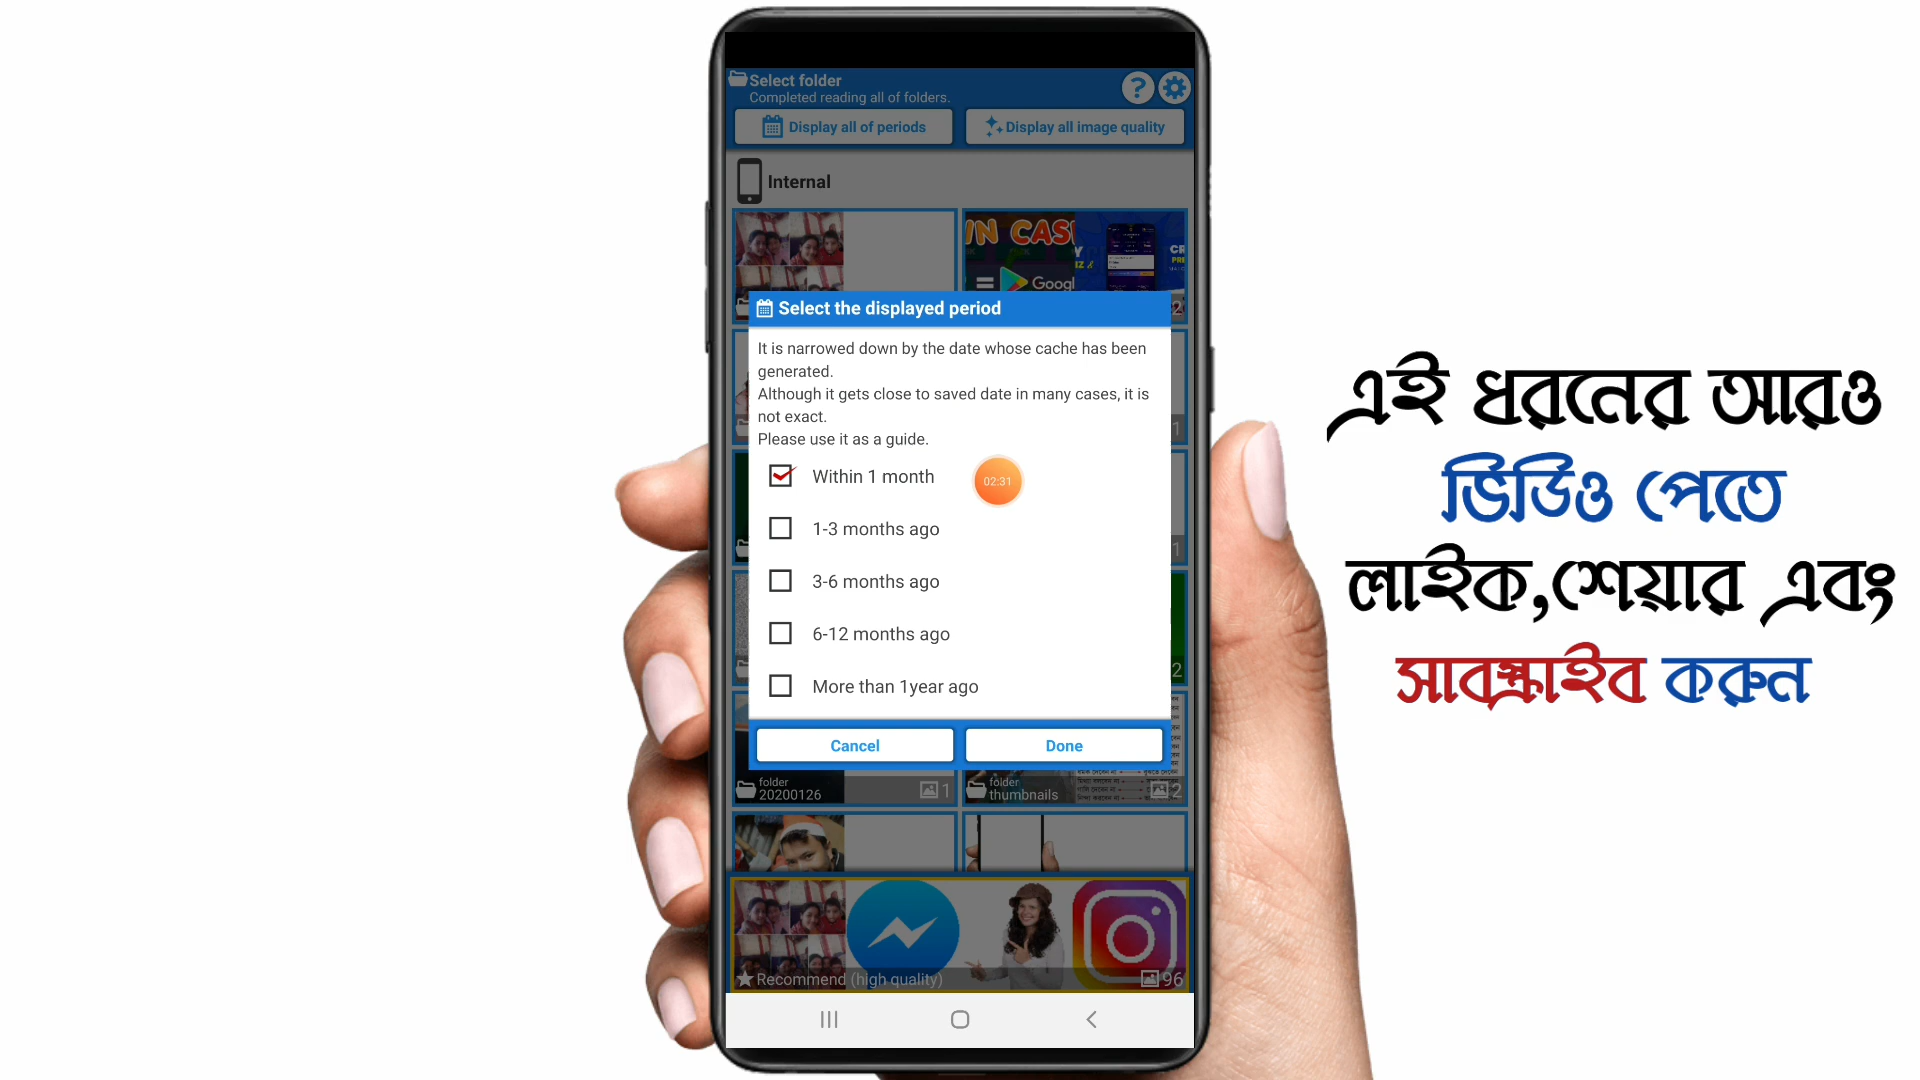 Select folder
Completed reading all of folders.
Display all of periods
Display all image quality
Internal
Googl
Select the displayed period
It is narrowed down by the date whose cache has been
generated.
Although it gets close to saved date in many cases, it is
not exact.
Please use it as a guide.
Within 1 month
02:31
1-3 months ago
3-6 months ago
6-12 months ago
More than 1year ago
Cancel
Done
folder
20200126
1
folder
thumbnails
2
Recommend (high quality)
96
এই ধরনের আরও
ভিডিও পেতে
লাইক,শেয়ার এবং
সাবস্ক্রাইব করুন